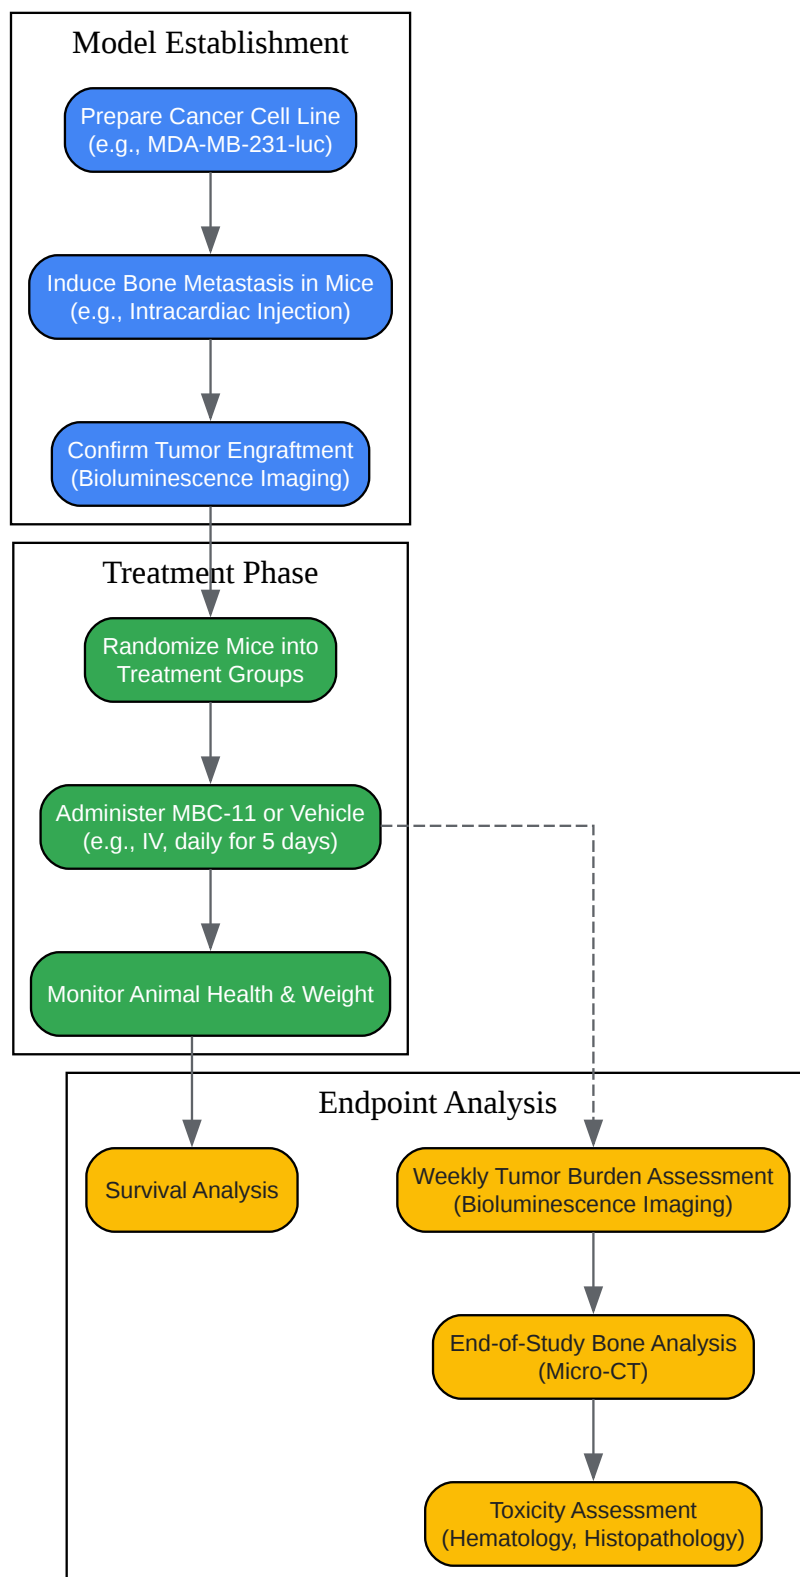 Model Establishment
Prepare Cancer Cell Line
(e.g., MDA-MB-231-luc)
Induce Bone Metastasis in Mice
(e.g., Intracardiac Injection)
Confirm Tumor Engraftment
(Bioluminescence Imaging)
Treatment Phase
Randomize Mice into
Treatment Groups
Administer MBC-11 or Vehicle
(e.g., IV, daily for 5 days)
Monitor Animal Health & Weight
Endpoint Analysis
Survival Analysis
Weekly Tumor Burden Assessment
(Bioluminescence Imaging)
End-of-Study Bone Analysis
(Micro-CT)
Toxicity Assessment
(Hematology, Histopathology)